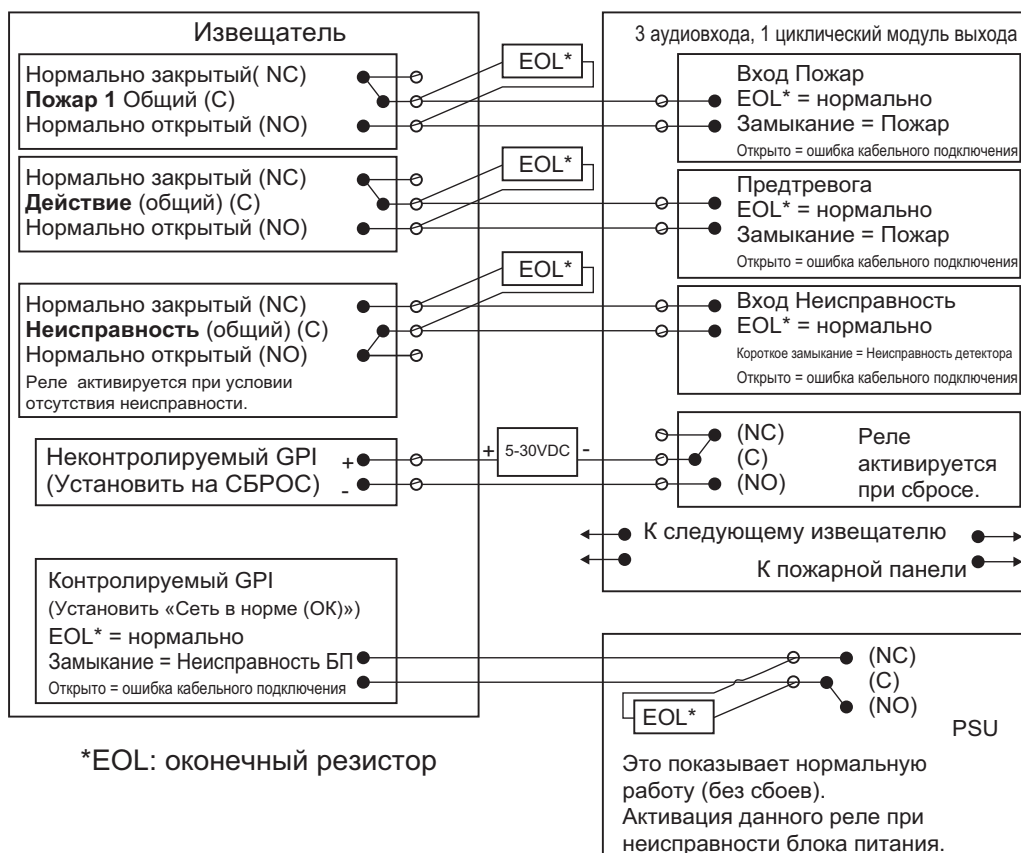 Извещатель
Нормально закрытый( NC)
Пожар 1 Общий (C)
Нормально открытый (NO)
EOL*
Нормально закрытый (NC)
Действие (общий) (C)
Нормально открытый (NO)
EOL*
Нормально закрытый (NC)
Неисправность (общий) (C)
Нормально открытый (NO)
Реле активируется при условии
отсутствия неисправности.
EOL*
Неконтролируемый GPI +
(Установить на СБРОС) -
+ 5-30VDC -
Контролируемый GPI
(Установить «Сеть в норме (ОК)»)
EOL* = нормально
Замыкание = Неисправность БП
Открыто = ошибка кабельного подключения
*EOL: оконечный резистор
3 аудиовхода, 1 циклический модуль выхода
Вход Пожар
EOL* = нормально
Замыкание = Пожар
Открыто = ошибка кабельного подключения
Предтревога
EOL* = нормально
Замыкание = Пожар
Открыто = ошибка кабельного подключения
Вход Неисправность
EOL* = нормально
Короткое замыкание = Неисправность детектора
Открыто = ошибка кабельного подключения
(NC)
(C)
(NO)
Реле
активируется
при сбросе.
К следующему извещателю
К пожарной панели
(NC)
(C)
(NO)
EOL*
PSU
Это показывает нормальную
работу (без сбоев).
Активация данного реле при
неисправности блока питания.